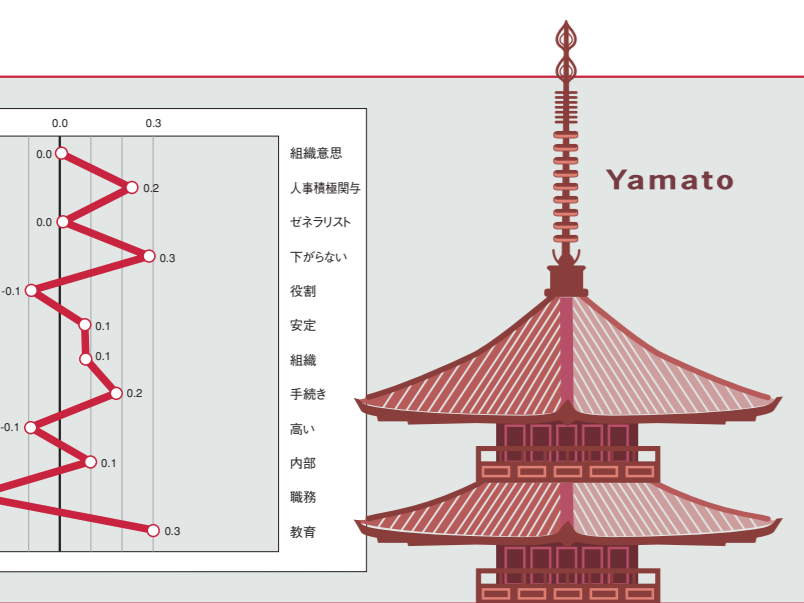 0.0 0.3
0.0 組織意思
0.2 人事積極関与
Yamato
0.0 ゼネラリスト
0.3 下がらない
-0.1 役割
0.1 安定
0.1 組織
0.2 手続き
-0.1 高い
0.1 内部
職務
0.3 教育